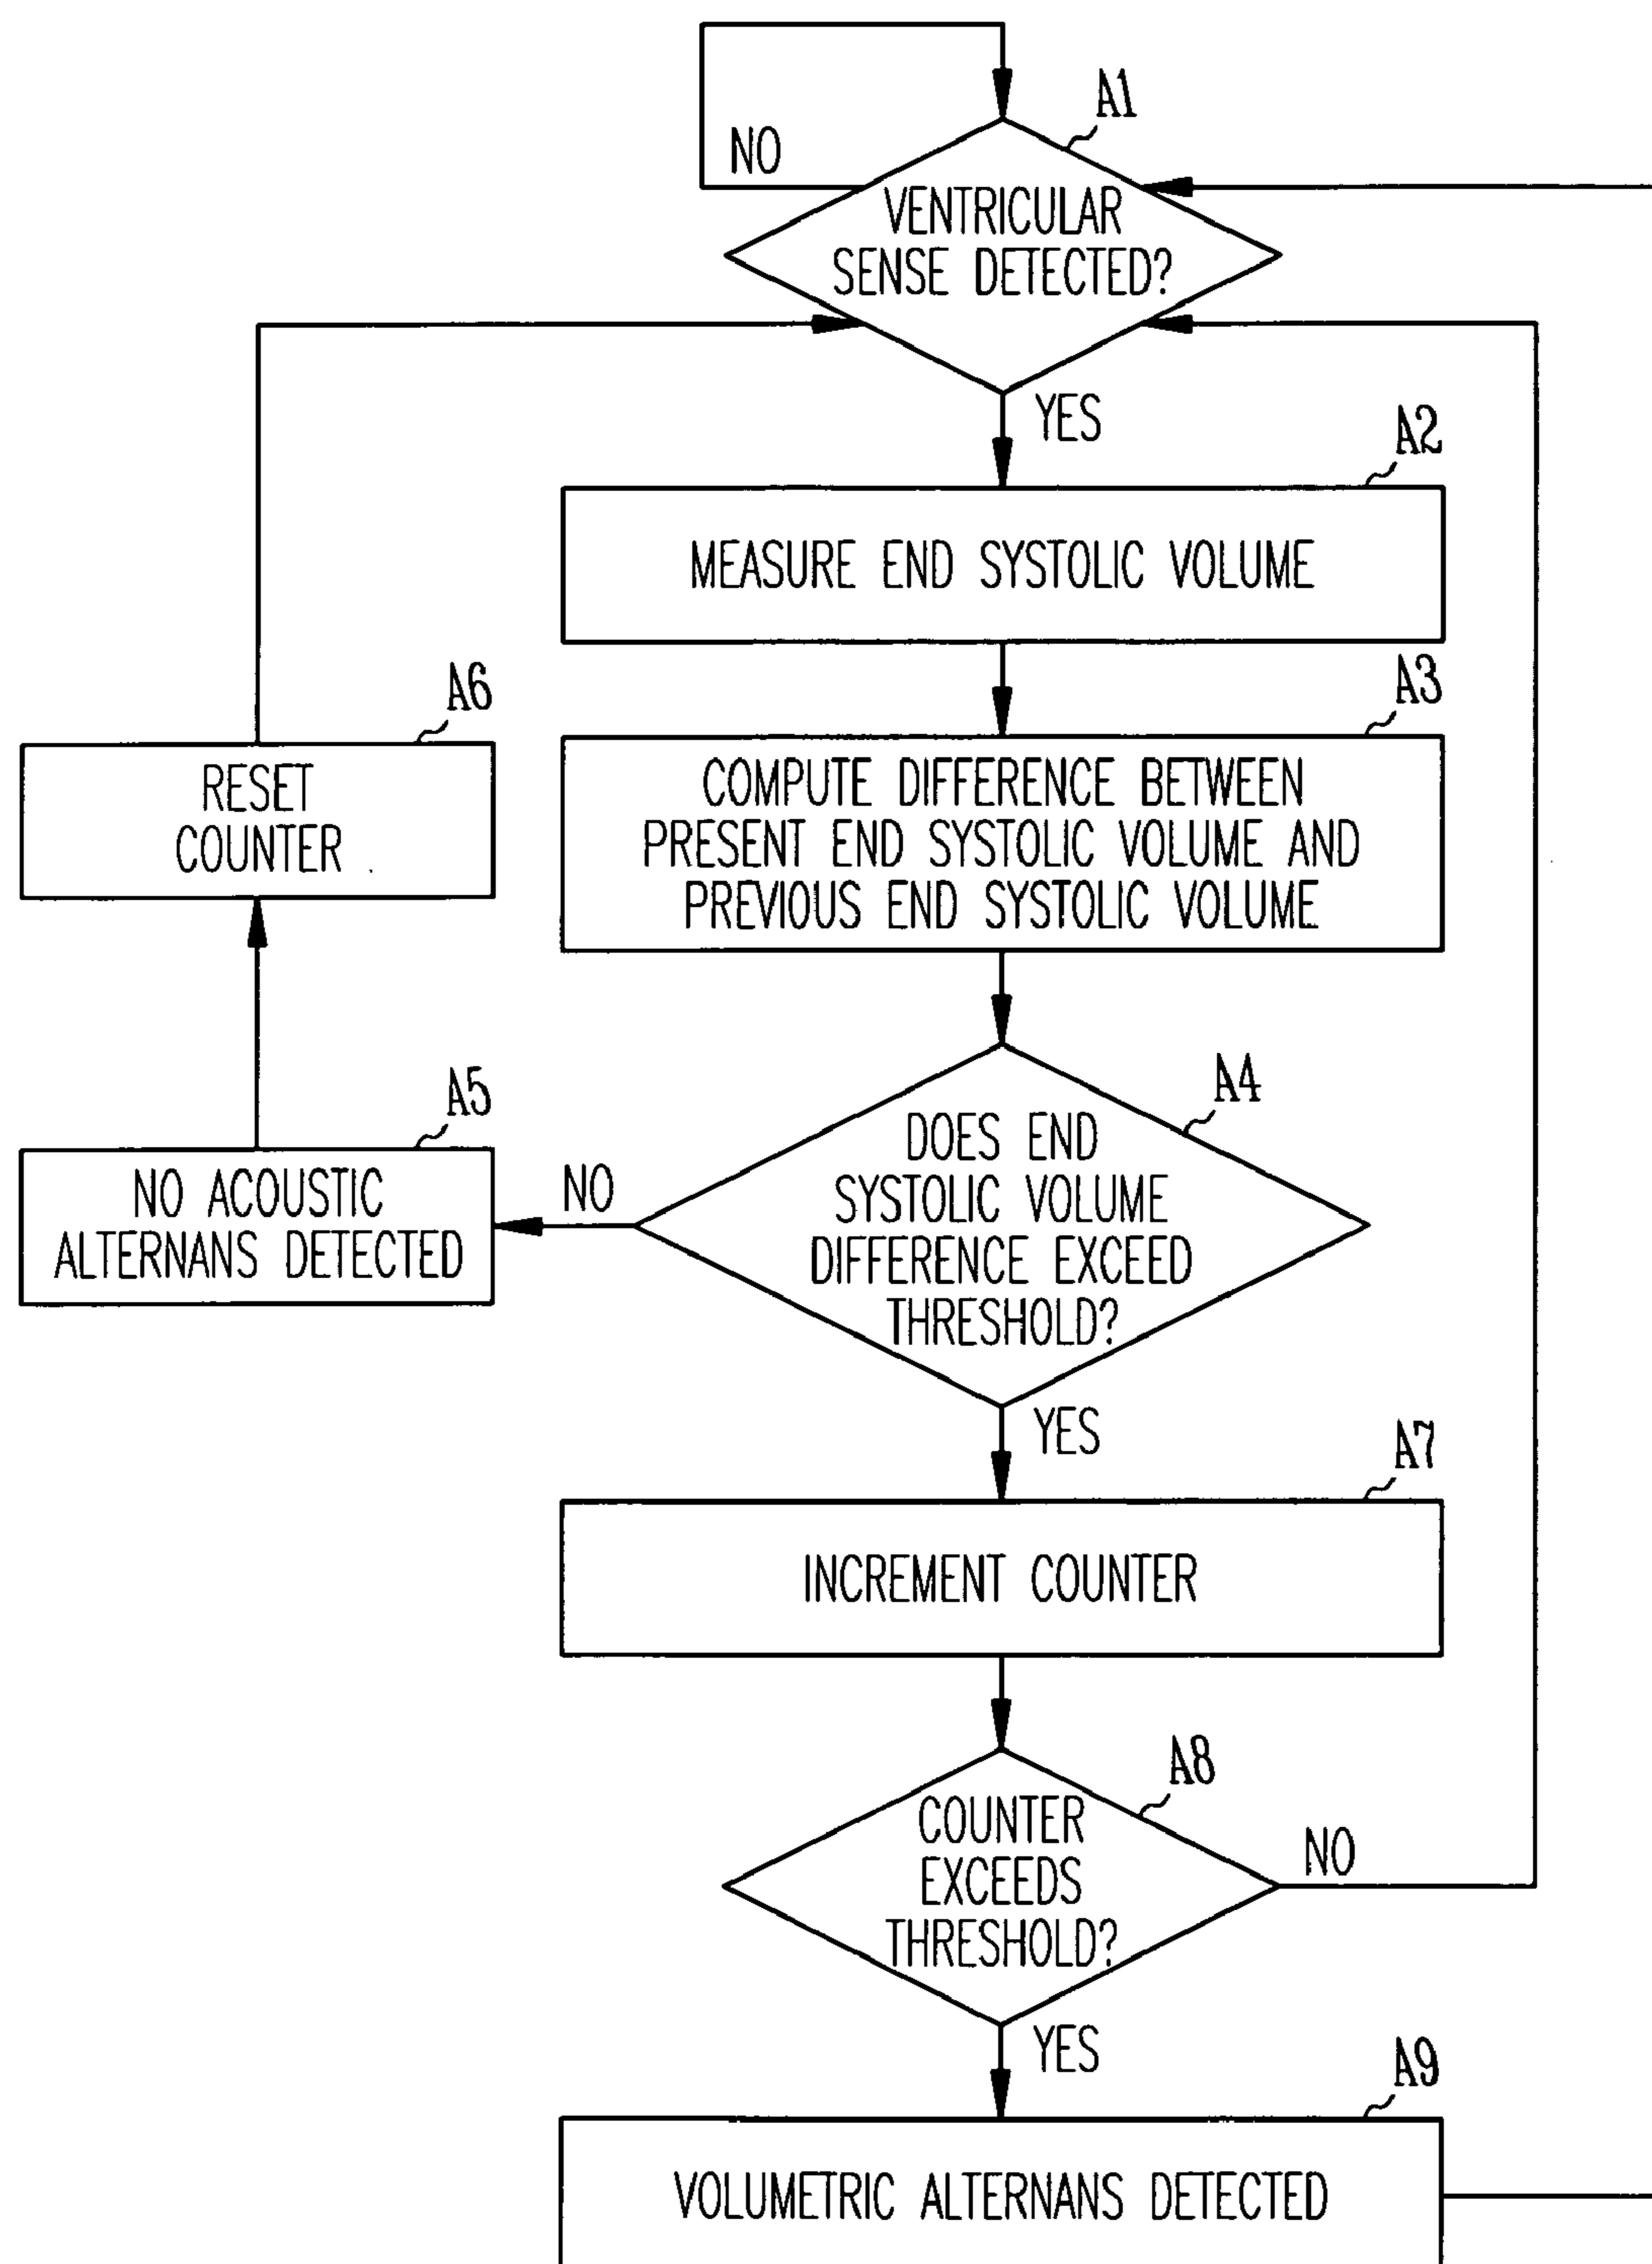 A1
NO
VENTRICULAR
SENSE DETECTED?
YES
A2
MEASURE END SYSTOLIC VOLUME
A3
COMPUTE DIFFERENCE BETWEEN
PRESENT END SYSTOLIC VOLUME AND
PREVIOUS END SYSTOLIC VOLUME
A6
RESET
COUNTER
A4
DOES END
SYSTOLIC VOLUME
DIFFERENCE EXCEED
THRESHOLD?
NO
A5
NO ACOUSTIC
ALTERNANS DETECTED
YES
A7
INCREMENT COUNTER
A8
COUNTER
EXCEEDS
THRESHOLD?
NO
YES
A9
VOLUMETRIC ALTERNANS DETECTED